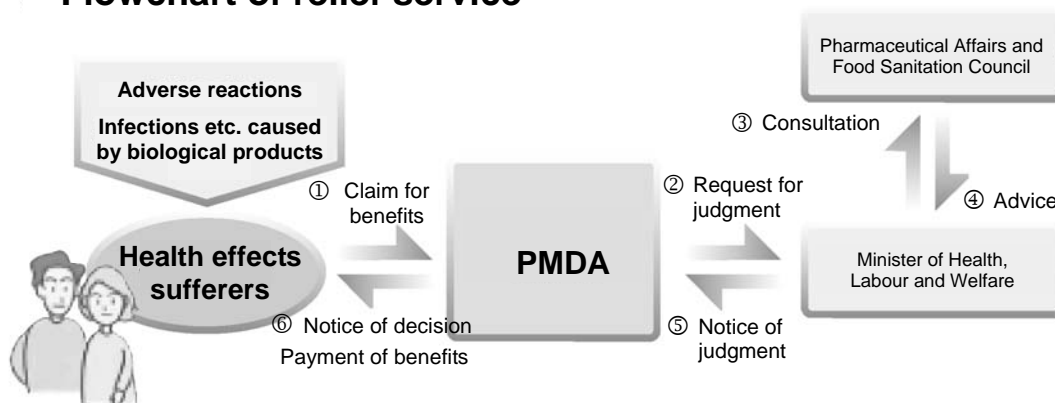 Flowchart of relief service
Adverse reactions
Infections etc. caused
by biological products
Health effects
sufferers
① Claim for
benefits
⑥ Notice of decision
Payment of benefits
PMDA
② Request for
judgment
⑤ Notice of
judgment
Pharmaceutical Affairs and
Food Sanitation Council
③ Consultation
④ Advice
Minister of Health,
Labour and Welfare